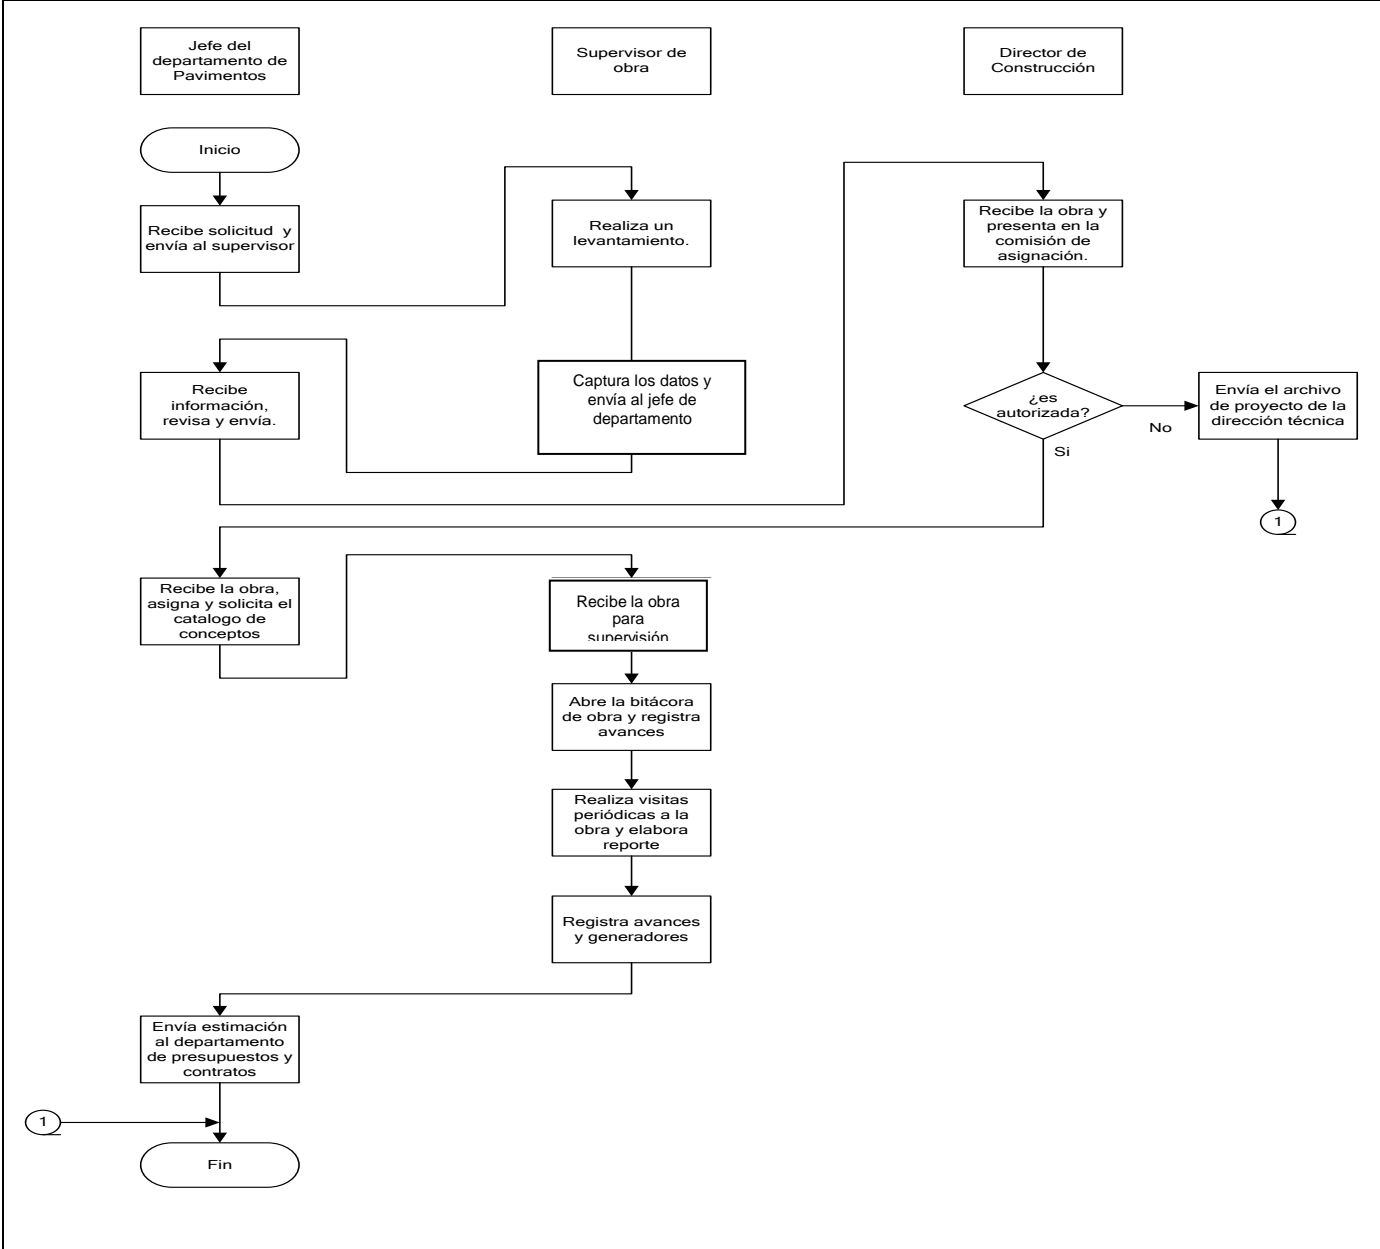 Jefe del
departamento de
Pavimentos
Supervisor de
obra
Director de
Construcción
Inicio
Recibe solicitud y
envía al supervisor
Realiza un
levantamiento.
Recibe la obra y
presenta en la
comisión de
asignación.
Recibe
información,
revisa y envía.
Captura los datos y
envía al jefe de
departamento
¿es
autorizada?
No
Si
Envía el archivo
de proyecto de la
dirección técnica
1
Recibe la obra,
asigna y solicita el
catalogo de
conceptos
Recibe la obra
para
supervisión
Abre la bitácora
de obra y registra
avances
Realiza visitas
periódicas a la
obra y elabora
reporte
Registra avances
y generadores
Envía estimación
al departamento
de presupuestos y
contratos
1
Fin